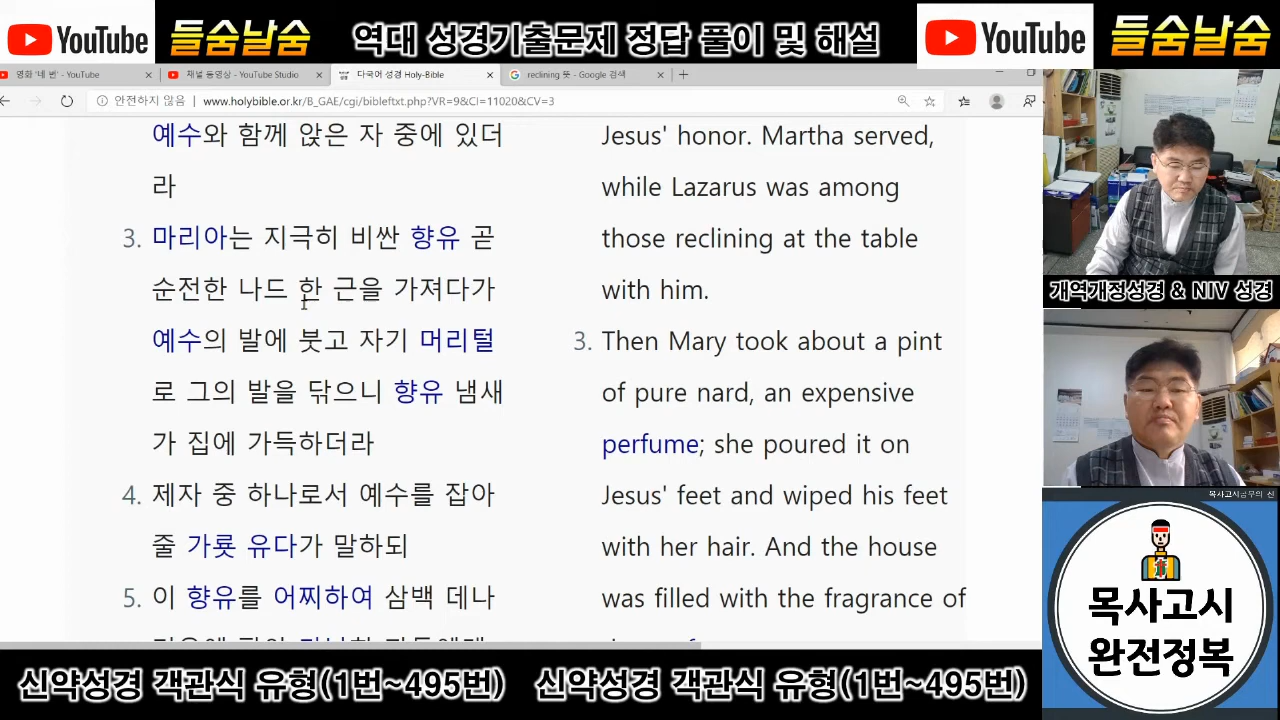 YouTube 들숨날숨 역대 성경기출문제 정답 풀이 및 해설 YouTube 들숨날숨
영화 '네 번' - YouTube 채널 동영상 - YouTube Studio 다국어 성경 Holy-Bible reclining 뜻 - Google 검색
안전하지 않음 www.holybible.or.kr/B_GAE/cgi/bibleftxt.php?VR=9&CI=11020&CV=3
예수와 함께 앉은 자 중에 있더
라
3. 마리아는 지극히 비싼 향유 곧
순전한 나드 한 근을 가져다가
예수의 발에 붓고 자기 머리털
로 그의 발을 닦으니 향유 냄새
가 집에 가득하더라
4. 제자 중 하나로서 예수를 잡아
줄 가룟 유다가 말하되
5. 이 향유를 어찌하여 삼백 데나
Jesus' honor. Martha served,
while Lazarus was among
those reclining at the table
with him.
3. Then Mary took about a pint
of pure nard, an expensive
perfume; she poured it on
Jesus' feet and wiped his feet
with her hair. And the house
was filled with the fragrance of
개역개정성경 & NIV 성경
목사고시공부의 신
목사고시
완전정복
신약성경 객관식 유형(1번~495번) 신약성경 객관식 유형(1번~495번)